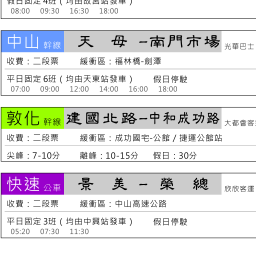 假日固定4班（均由故宮站發車）
08:00 09:30 16:30 18:00
中山 幹線 天 母－南門市場 光華巴士
收費：二段票 緩衝區：福林橋-劍潭
平日固定6班（均由天東站發車） 假日停駛
07:00 09:00 12:00 14:00 16:00 18:00
敦化 幹線 建國北路－中和成功路 大都會客
收費：二段票 緩衝區：成功國宅-公館 / 捷運公館站
尖峰：7-10分 離峰：10-15分 假日：30分
快速 公車 景 美－榮 總 欣欣客運
收費：二段票 緩衝區：中山高速公路
平日固定3班（均由中興站發車） 假日停駛
05:20 07:30 11:30